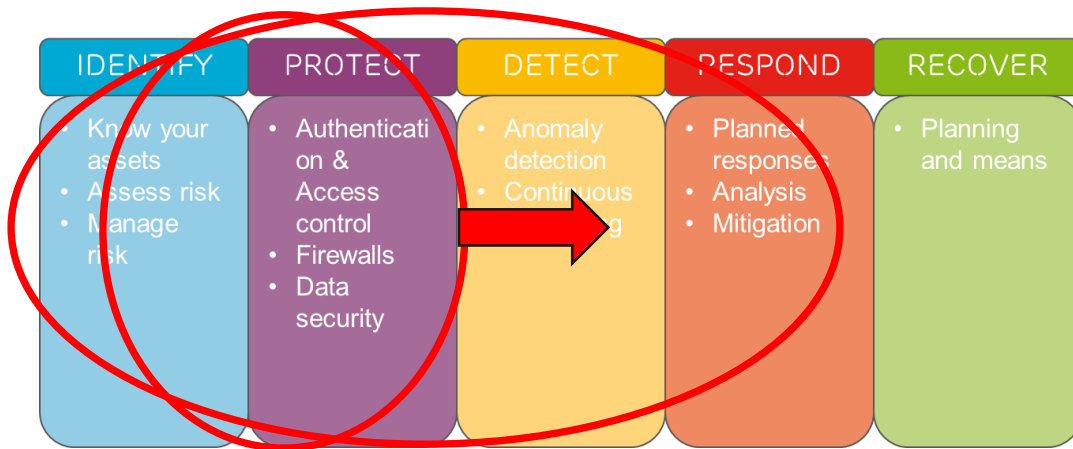 IDENTIFY
PROTECT
DETECT
RESPOND
RECOVER
• Know your
assets
• Assess risk
• Manage
risk
• Authenticati
on &
Access
control
• Firewalls
• Data
security
• Anomaly
detection
• Continuous
• Planned
responses
• Analysis
• Mitigation
• Planning
and means